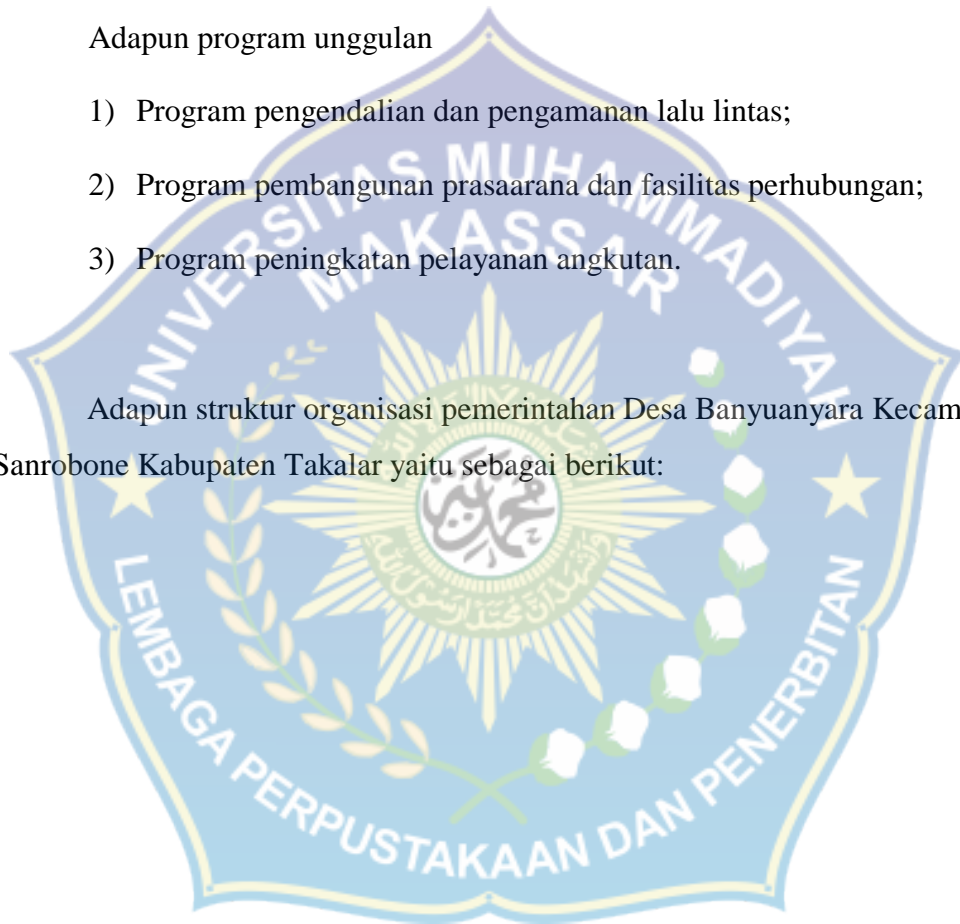 Adapun program unggulan
1) Program pengendalian dan pengamanan lalu lintas;
2) Program pembangunan prasaarana dan fasilitas perhubungan;
3) Program peningkatan pelayanan angkutan.
Adapun struktur organisasi pemerintahan Desa Banyuanyara Kecam
Sanrobone Kabupaten Takalar yaitu sebagai berikut:
UNIVERSITAS MUHAMMADIYAH
MAKASSAR
LEMBAGA PERPUSTAKAAN DAN PENERBITAN